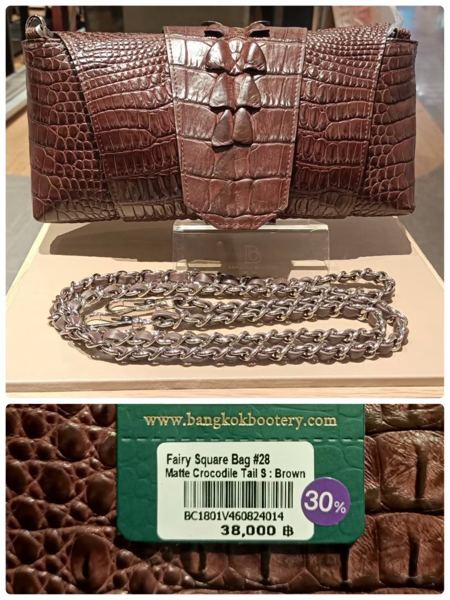 B
www.bangkokbootery.com
Fairy Square Bag #28
Matte Crocodile Tail S : Brown
30%
BC1801V460824014
38,000 ฿